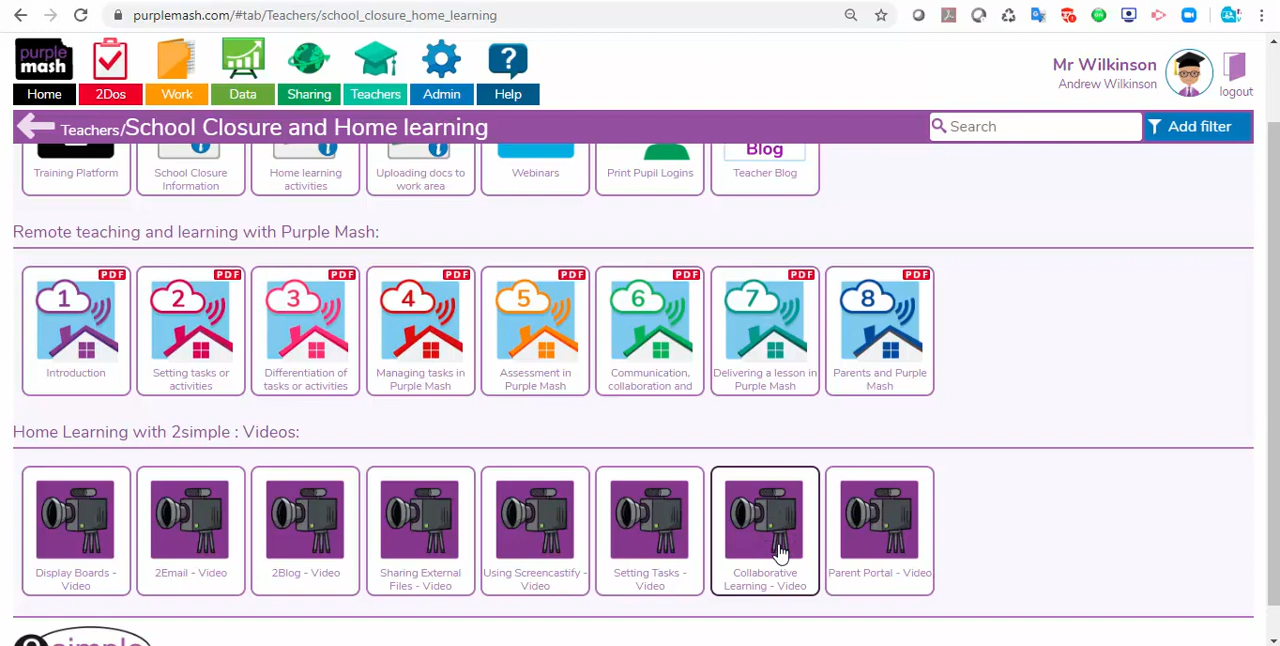 purplemash.com/#tab/Teachers/school_closure_home_learning
purple
mash
Home
2Dos
Work
Data
Sharing
Teachers
Admin
?
Help
Mr Wilkinson
Andrew Wilkinson
logout
Teachers/School Closure and Home learning
Search
Add filter
Training Platform
School Closure
Information
Home learning
activities
Uploading docs to
work area
Webinars
Print Pupil Logins
Blog
Teacher Blog
Remote teaching and learning with Purple Mash:
PDF
1
Introduction
PDF
2
Setting tasks or
activities
PDF
3
Differentiation of
tasks or activities
PDF
4
Managing tasks in
Purple Mash
PDF
5
Assessment in
Purple Mash
PDF
6
Communication,
collaboration and
PDF
7
Delivering a lesson in
Purple Mash
PDF
8
Parents and Purple
Mash
Home Learning with 2simple : Videos:
Display Boards -
Video
2Email - Video
2Blog - Video
Sharing External
Files - Video
Using Screencastify -
Video
Setting Tasks -
Video
Collaborative
Learning - Video
Parent Portal - Video